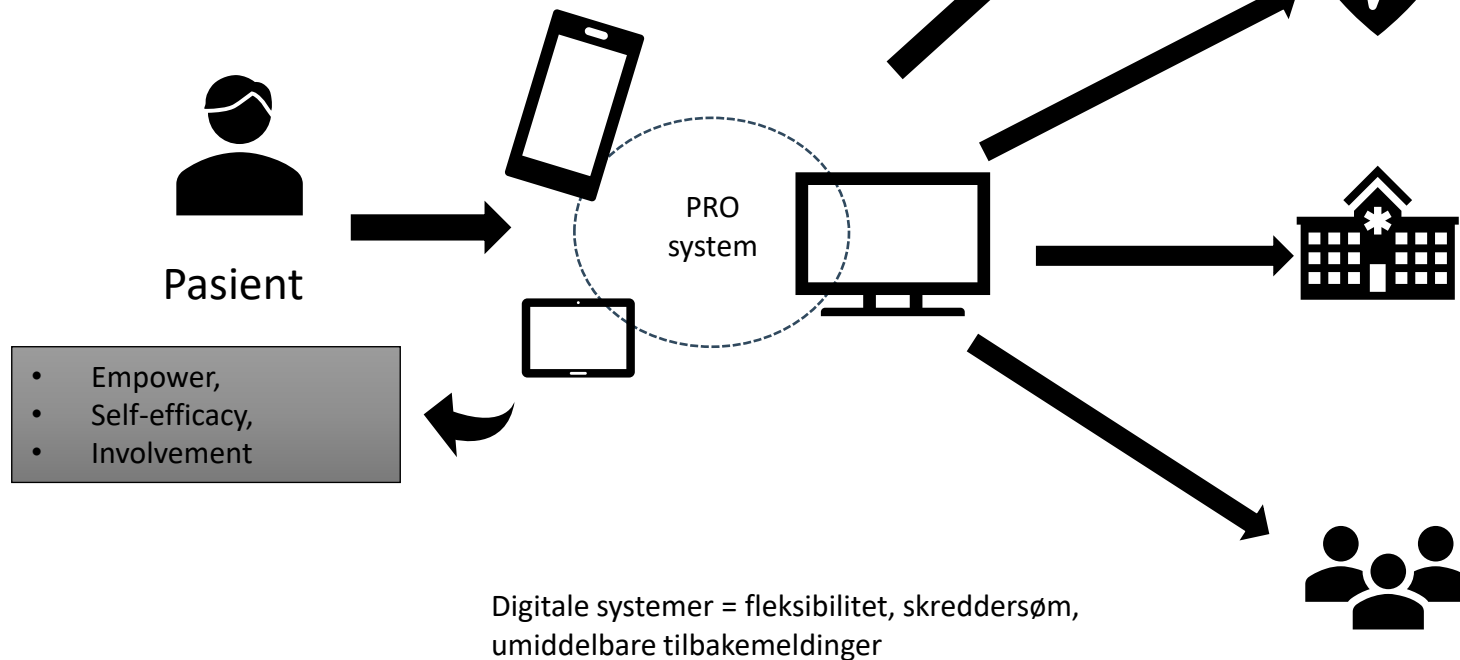 PRO
system
Pasient
• Empower,
• Self-efficacy,
• Involvement
Digitale systemer = fleksibilitet, skreddersøm,
umiddelbare tilbakemeldinger